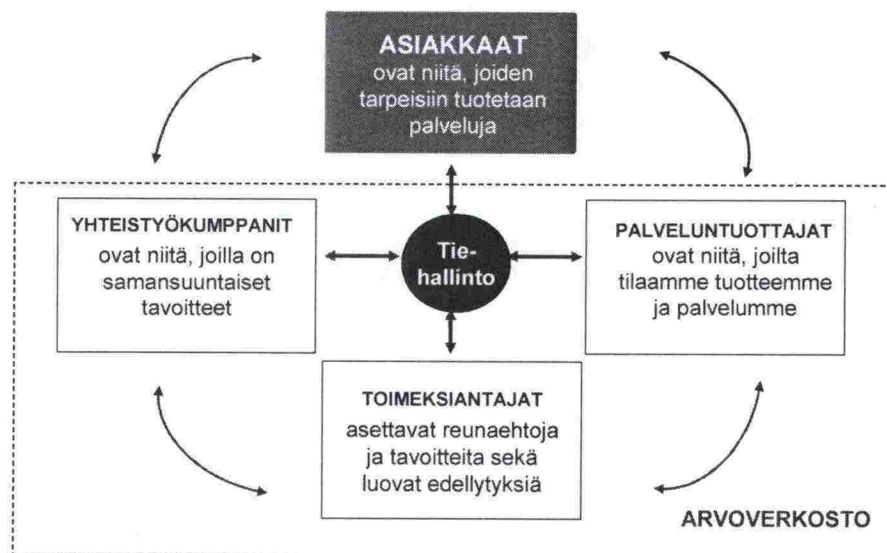 ASIAKKAAT
ovat niitä, joiden
tarpeisiin tuotetaan
palveluja
YHTEISTYÖKUMPPANIT
ovat niitä, joilla on
samansuuntaiset
tavoitteet
Tie-
hallinto
PALVELUNTUOTTAJAT
ovat niitä, joilta
tilaamme tuotteemme
ja palvelumme
TOIMEKSIANTAJAT
asettavat reunaehtoja
ja tavoitteita sekä
luovat edellytyksiä
ARVOVERKOSTO